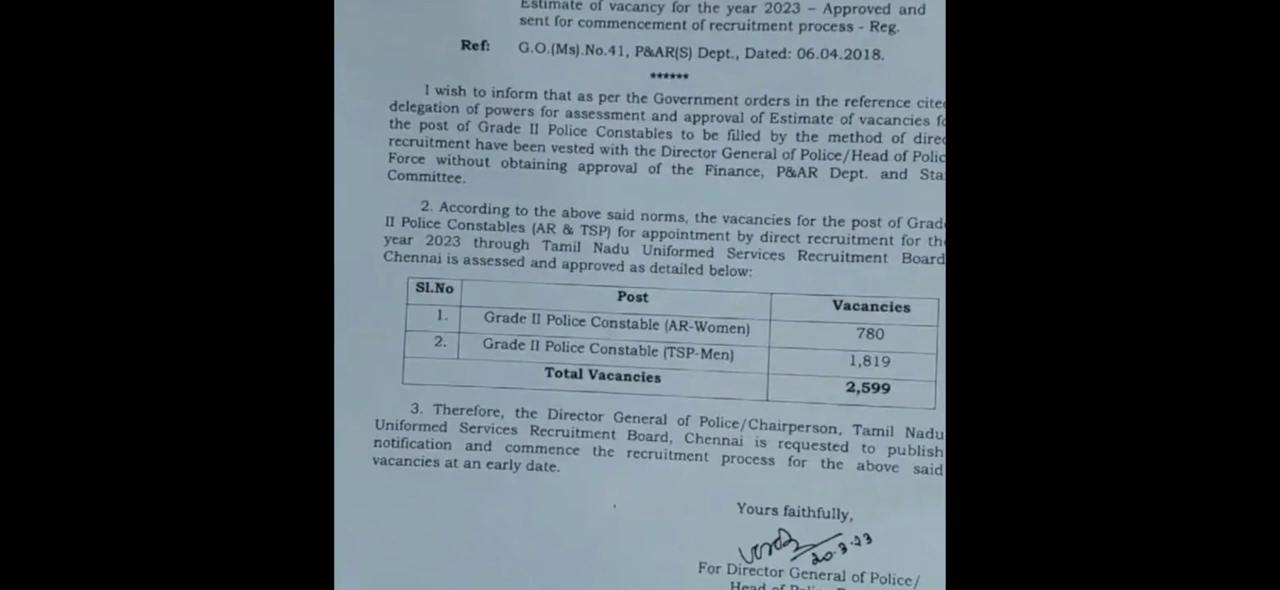 Estimate of vacancy for the year 2023 – Approved and
sent for commencement of recruitment process - Reg.
Ref: G.O.(Ms).No.41, P&AR(S) Dept., Dated: 06.04.2018.
******
I wish to inform that as per the Government orders in the reference cite
delegation of powers for assessment and approval of Estimate of vacancies fo
the post of Grade II Police Constables to be filled by the method of direc
recruitment have been vested with the Director General of Police/Head of Polic
Force without obtaining approval of the Finance, P&AR Dept. and Sta
Committee.
2. According to the above said norms, the vacancies for the post of Grad
II Police Constables (AR & TSP) for appointment by direct recruitment for th
year 2023 through Tamil Nadu Uniformed Services Recruitment Board
Chennai is assessed and approved as detailed below:
Sl.No Post Vacancies
1. Grade II Police Constable (AR-Women) 780
2. Grade II Police Constable (TSP-Men) 1,819
Total Vacancies 2,599
3. Therefore, the Director General of Police/Chairperson, Tamil Nadu
Uniformed Services Recruitment Board, Chennai is requested to publish
notification and commence the recruitment process for the above said
vacancies at an early date.
Yours faithfully,
20.3.23
For Director General of Police/
Head of